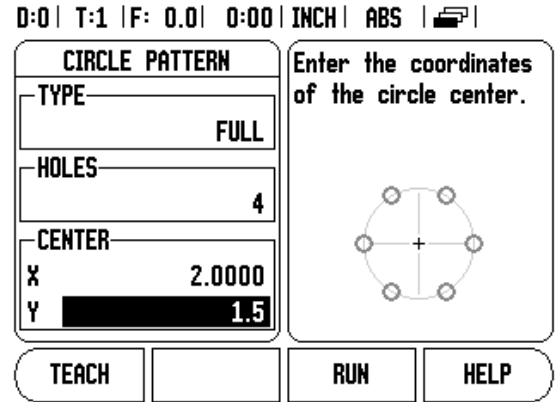 D:0| T:1 |F: 0.0| 0:00| INCH| ABS |
CIRCLE PATTERN
TYPE
FULL
HOLES
4
CENTER
X 2.0000
Y 1.5
Enter the coordinates
of the circle center.
TEACH RUN HELP